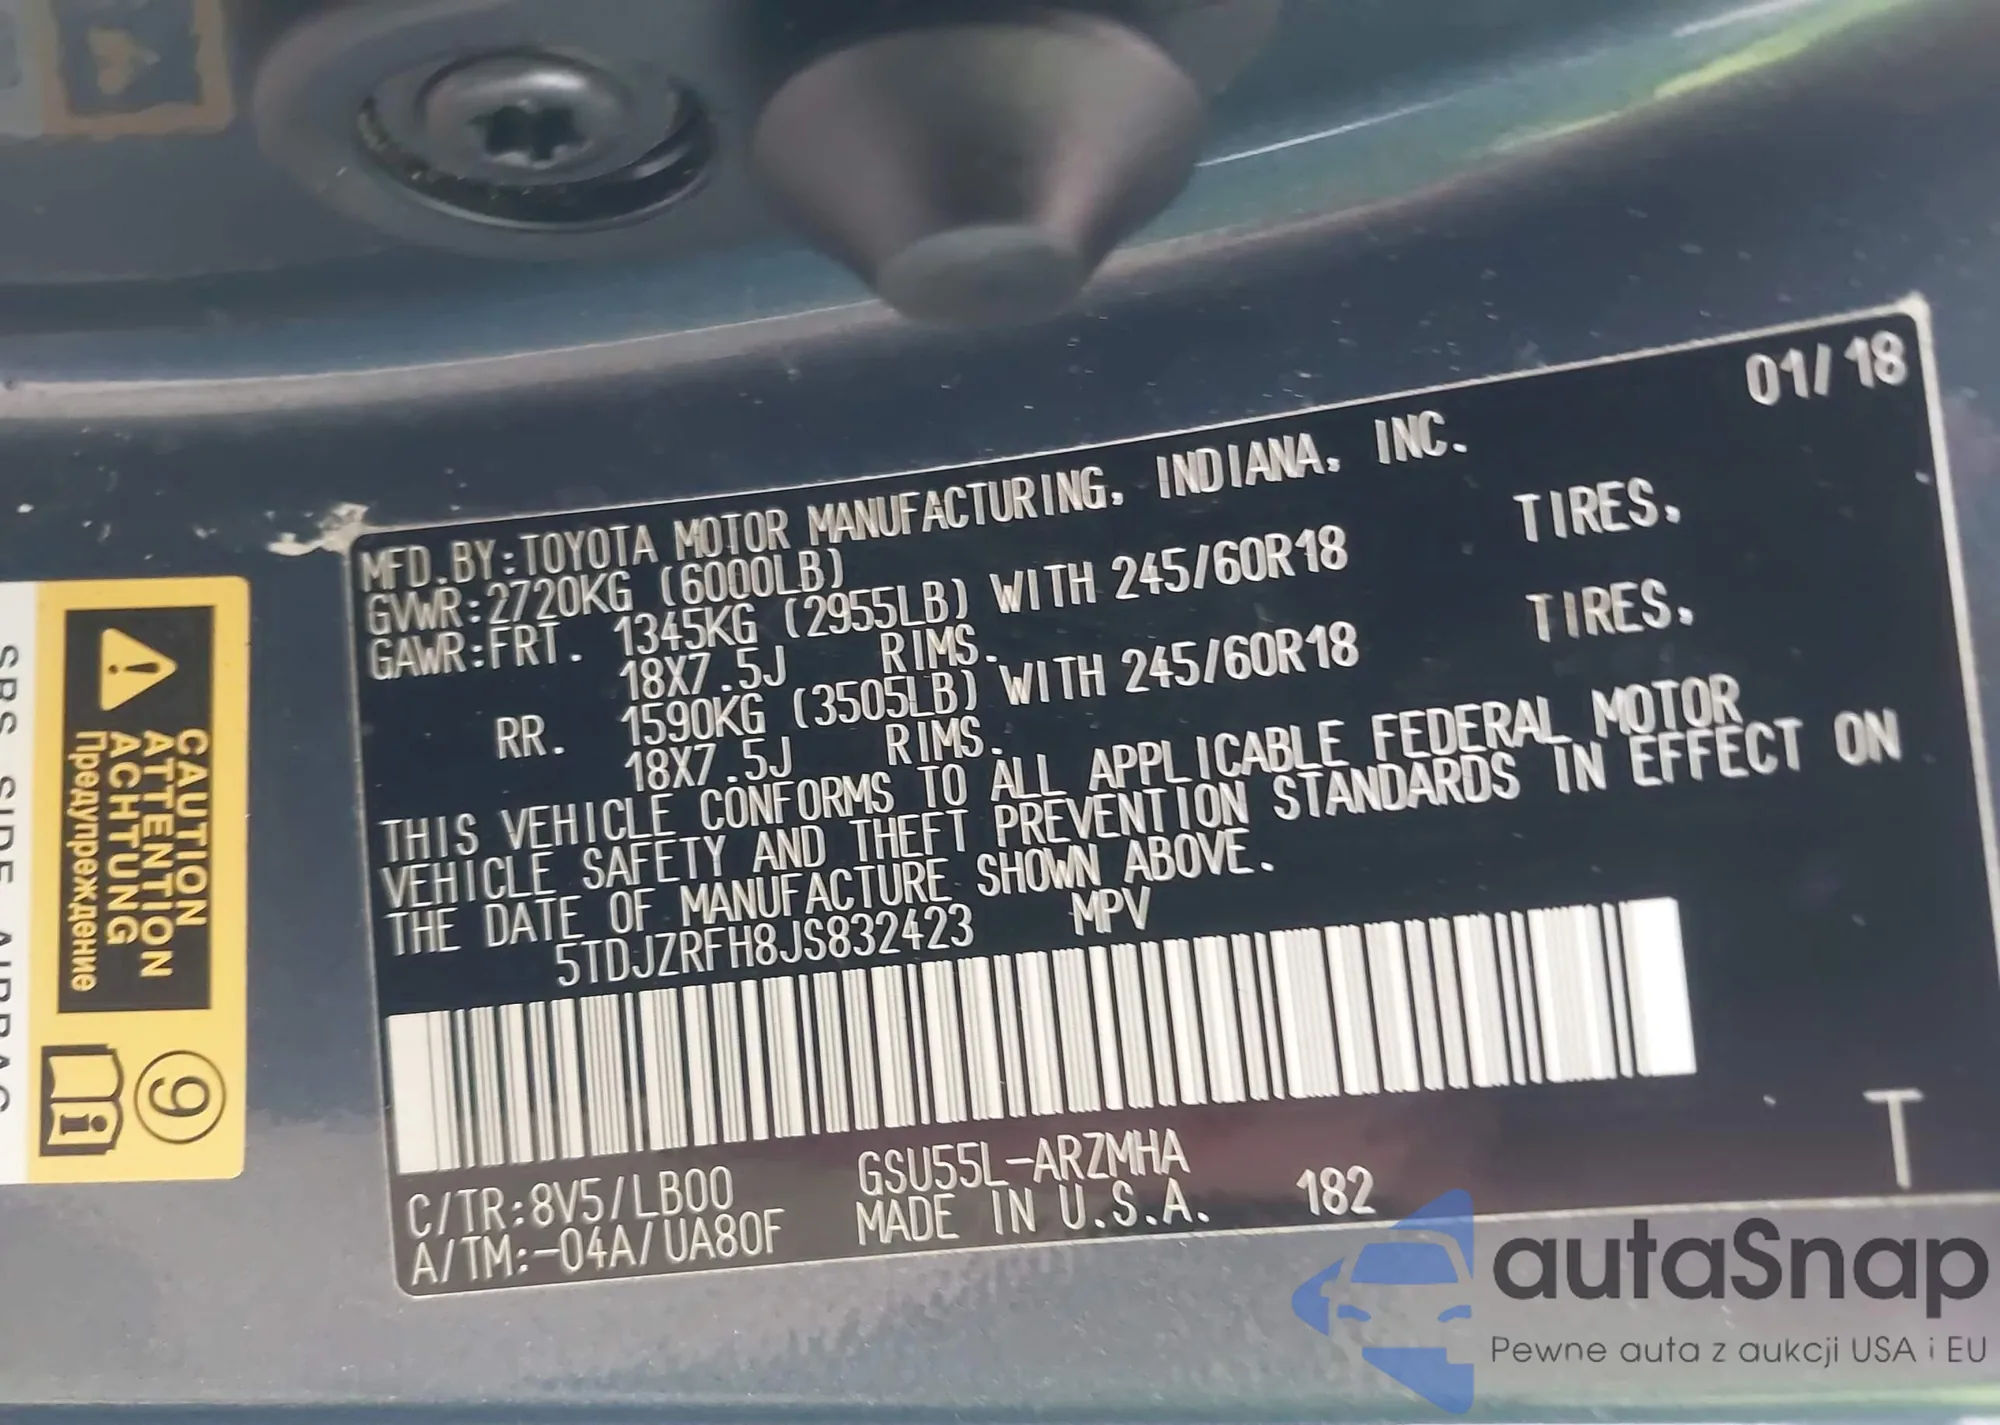 01/18
MFD.BY:TOYOTA MOTOR MANUFACTURING, INDIANA, INC.
GVWR:2720KG (6000LB)
GAWR:FRT. 1345KG (2955LB) WITH 245/60R18 TIRES,
18X7.5J RIMS.
RR. 1590KG (3505LB) WITH 245/60R18 TIRES,
18X7.5J RIMS.
THIS VEHICLE CONFORMS TO ALL APPLICABLE FEDERAL MOTOR
VEHICLE SAFETY AND THEFT PREVENTION STANDARDS IN EFFECT ON
THE DATE OF MANUFACTURE SHOWN ABOVE.
5TDJZRFH8JS832423 MPV
C/TR:8V5/LB00 GSU55L-ARZMHA
A/TM:-04A/UA80F MADE IN U.S.A. 182
T
CAUTION
ATTENTION
ACHTUNG
Предупреждение
9
i
SRS SIDE AIRBAG
autaSnap
Pewne auta z aukcji USA i EU